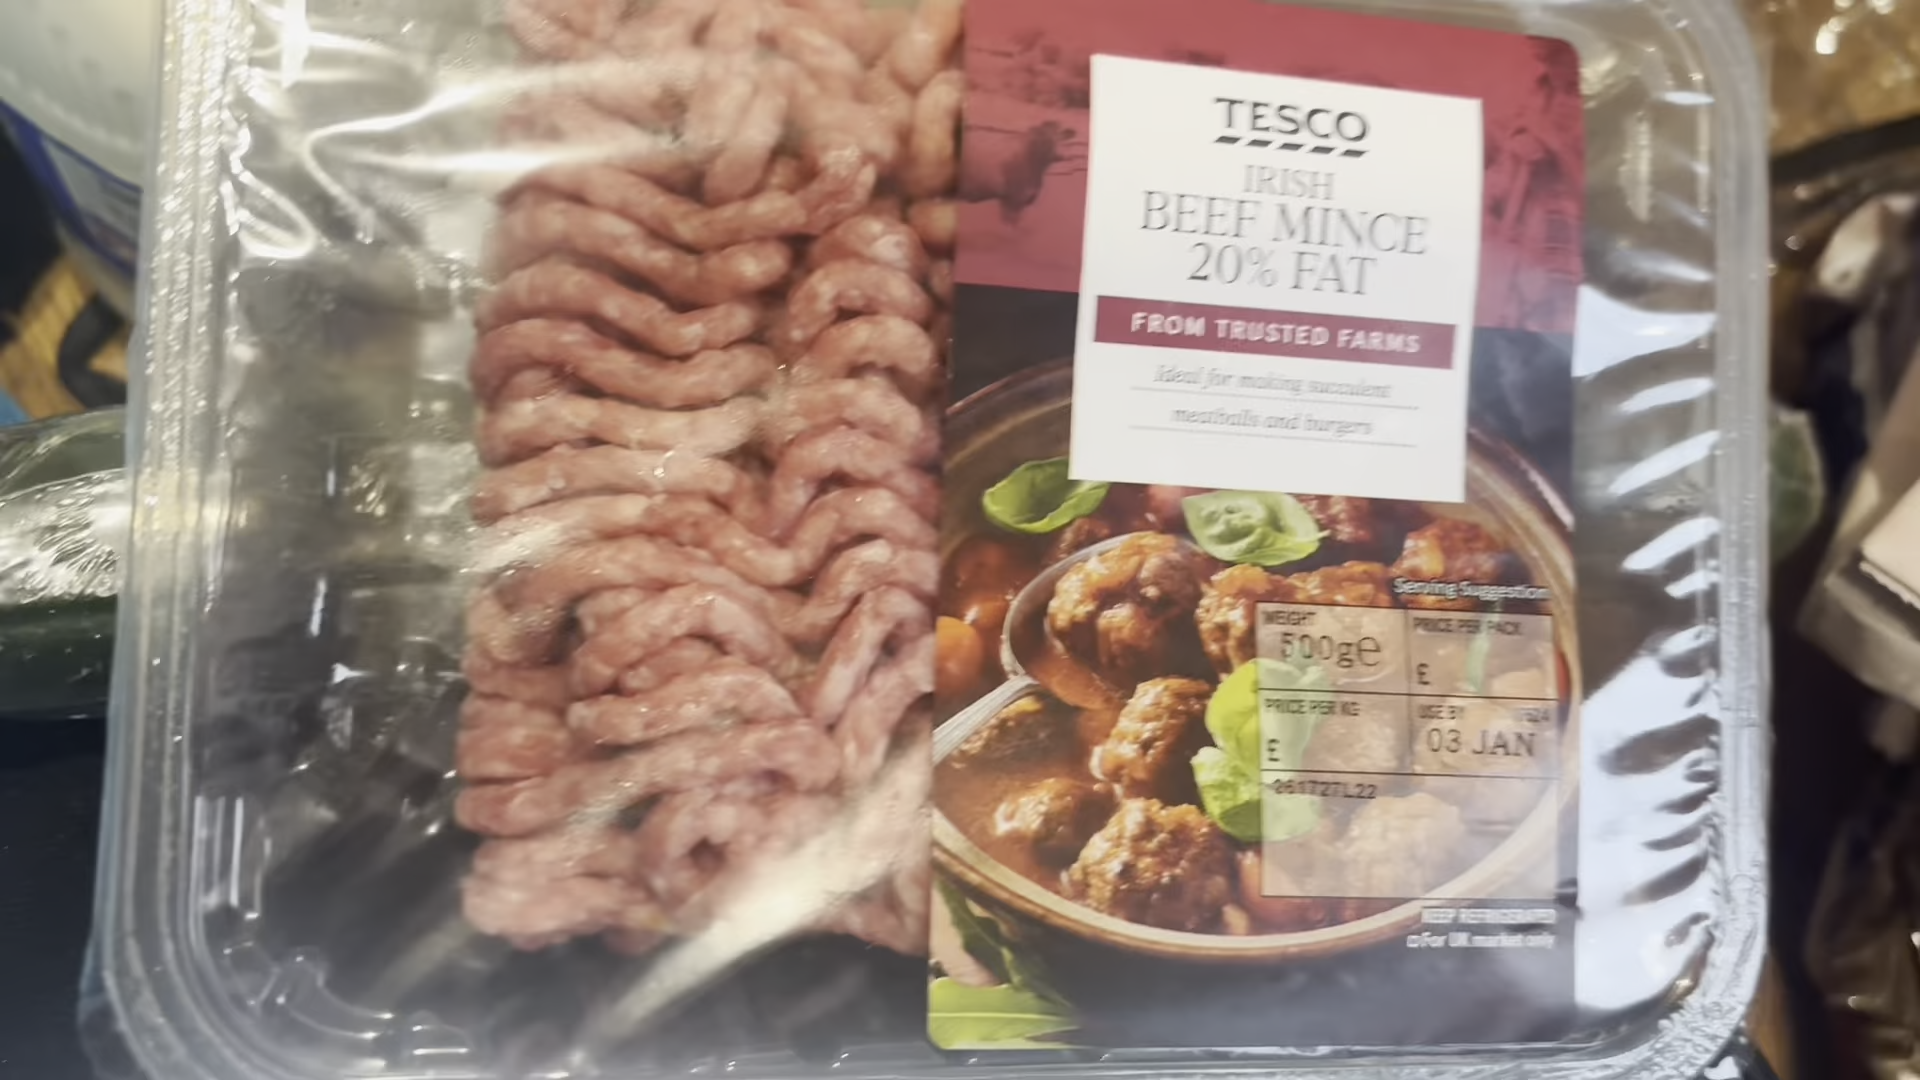 TESCO
IRISH
BEEF MINCE
20% FAT
FROM TRUSTED FARMS
Ideal for making succulent
meatballs and burgers
Serving Suggestion
WEIGHT
500g℮
PRICE PER PACK
£
PRICE PER KG
£
USE BY
03 JAN
KEEP REFRIGERATED
For UK market only